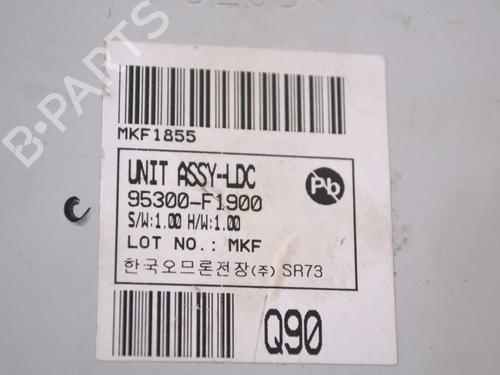 MKF1855
UNIT ASSY-LDC
95300-F1900
S/W:1.00 H/W:1.00
LOT NO.: MKF
한국오므론전장(주) SR73
Pb
Q90
B-PARTS